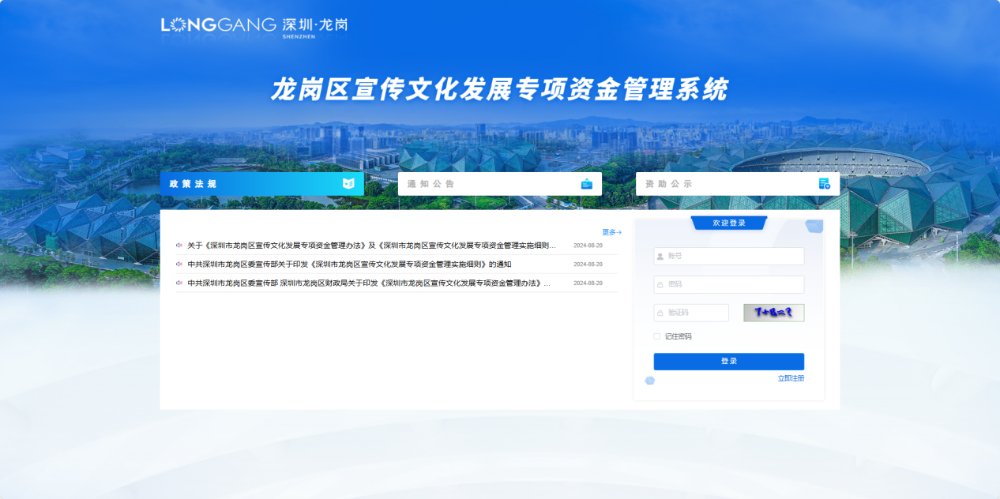 LONGGANG 深圳·龙岗
SHENZHEN
龙岗区宣传文化发展专项资金管理系统
政策法规
通知公告
资助公示
更多→
关于《深圳市龙岗区宣传文化发展专项资金管理办法》及《深圳市龙岗区宣传文化发展专项资金管理实施细则... 2024-08-20
中共深圳市龙岗区委宣传部关于印发《深圳市龙岗区宣传文化发展专项资金管理实施细则》的通知 2024-08-20
中共深圳市龙岗区委宣传部 深圳市龙岗区财政局关于印发《深圳市龙岗区宣传文化发展专项资金管理办法》... 2024-08-20
欢迎登录
账号
密码
验证码 7+8=?
记住密码
登录
立即注册